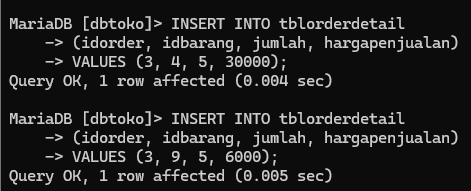 MariaDB [dbtoko]> INSERT INTO tblorderdetail
    -> (idorder, idbarang, jumlah, hargapenjualan)
    -> VALUES (3, 4, 5, 30000);
Query OK, 1 row affected (0.004 sec)

MariaDB [dbtoko]> INSERT INTO tblorderdetail
    -> (idorder, idbarang, jumlah, hargapenjualan)
    -> VALUES (3, 9, 5, 6000);
Query OK, 1 row affected (0.005 sec)